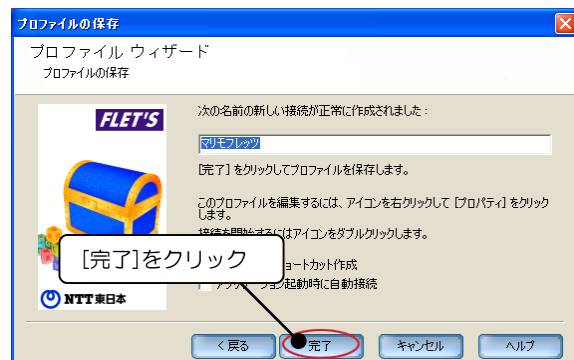 プロファイルの保存
プロファイル ウィザード
プロファイルの保存
FLET'S
次の名前の新しい接続が正常に作成されました :
マリモフレッツ
[完了] をクリックしてプロファイルを保存します。
このプロファイルを編集するには、アイコンを右クリックして [プロパティ] をクリック
します。
はアイコンをダブルクリックします。
[完了]をクリック
ョートカット作成
起動時に自動接続
NTT東日本
< 戻る
完了
キャンセル
ヘルプ